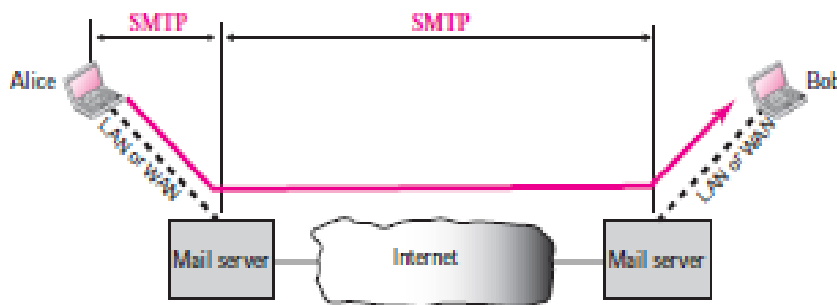 SMTP SMTP
Alice Bob
LAN or WAN LAN or WAN
Mail server Internet Mail server